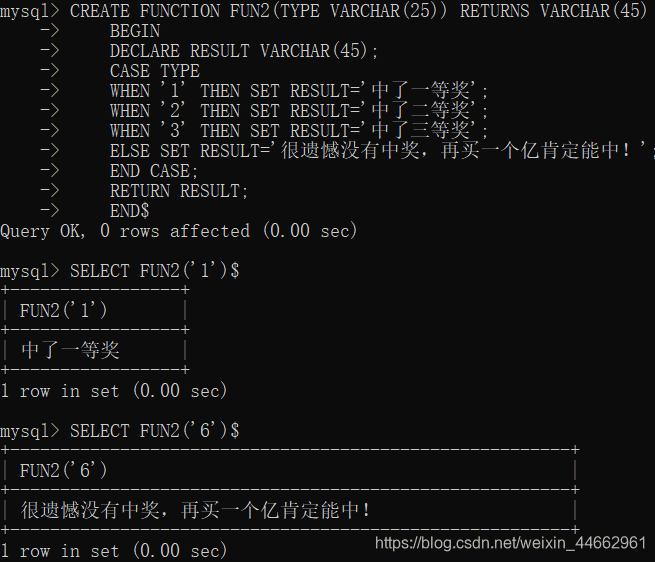 mysql> CREATE FUNCTION FUN2(TYPE VARCHAR(25)) RETURNS VARCHAR(45)
-> BEGIN
-> DECLARE RESULT VARCHAR(45);
-> CASE TYPE
-> WHEN '1' THEN SET RESULT='中了一等奖';
-> WHEN '2' THEN SET RESULT='中了二等奖';
-> WHEN '3' THEN SET RESULT='中了三等奖';
-> ELSE SET RESULT='很遗憾没有中奖，再买一个亿肯定能中！';
-> END CASE;
-> RETURN RESULT;
-> END$
Query OK, 0 rows affected (0.00 sec)
mysql> SELECT FUN2('1')$
+-----------------+
| FUN2('1') |
+-----------------+
| 中了一等奖 |
+-----------------+
1 row in set (0.00 sec)
mysql> SELECT FUN2('6')$
+--------------------------------------------------------+
| FUN2('6') |
+--------------------------------------------------------+
| 很遗憾没有中奖，再买一个亿肯定能中！ |
+--------------------------------------------------------+
1 row in set (0.00 sec)
https://blog.csdn.net/weixin_44662961